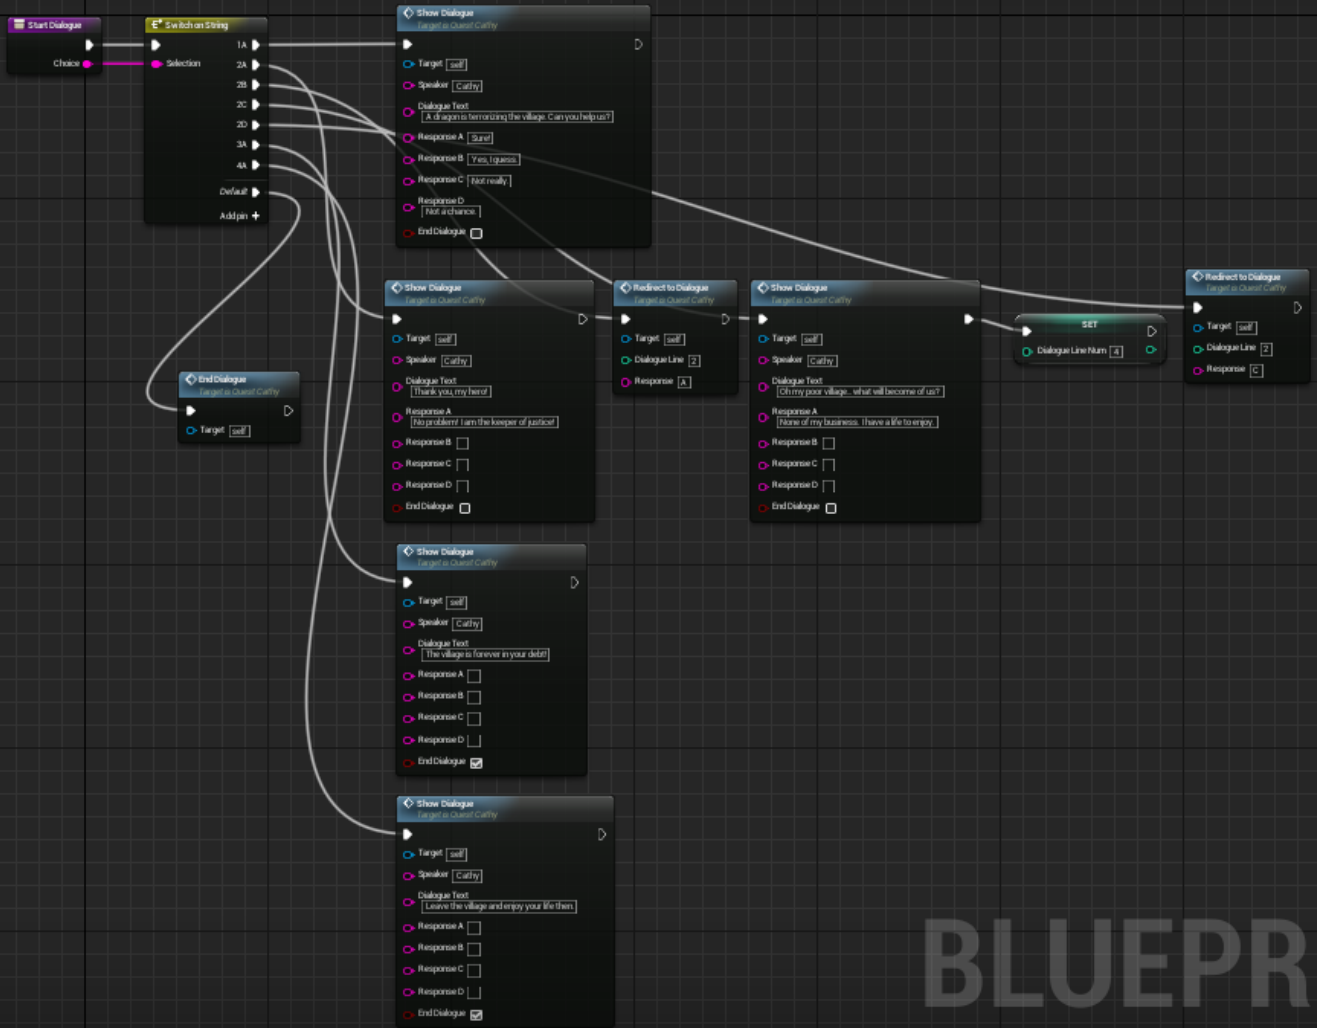 Start Dialogue
Choice
Switch on String
Selection
1A
2A
2B
2C
2D
3A
4A
Default
Add pin
Show Dialogue
Target is Quest Cathy
Target self
Speaker Cathy
Dialogue Text
A dragon is terrorizing the village. Can you help us?
Response A Sure!
Response B Yes, I guess.
Response C Not really.
Response D
Not a chance.
End Dialogue
End Dialogue
Target is Quest Cathy
Target self
Show Dialogue
Target is Quest Cathy
Target self
Speaker Cathy
Dialogue Text
Thank you, my hero!
Response A
No problem! I am the keeper of justice!
Response B
Response C
Response D
End Dialogue
Redirect to Dialogue
Target is Quest Cathy
Target self
Dialogue Line 2
Response A
Show Dialogue
Target is Quest Cathy
Target self
Speaker Cathy
Dialogue Text
Oh my poor village.. what will become of us?
Response A
None of my business. I have a life to enjoy.
Response B
Response C
Response D
End Dialogue
SET
Dialogue Line Num 4
Redirect to Dialogue
Target is Quest Cathy
Target self
Dialogue Line 2
Response C
Show Dialogue
Target is Quest Cathy
Target self
Speaker Cathy
Dialogue Text
The village is forever in your debt!
Response A
Response B
Response C
Response D
End Dialogue
Show Dialogue
Target is Quest Cathy
Target self
Speaker Cathy
Dialogue Text
Leave the village and enjoy your life then.
Response A
Response B
Response C
Response D
End Dialogue
BLUEPR